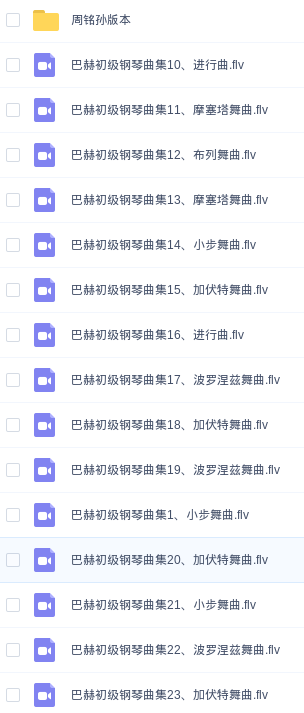 周铭孙版本
巴赫初级钢琴曲集10、进行曲.flv
巴赫初级钢琴曲集11、摩塞塔舞曲.flv
巴赫初级钢琴曲集12、布列舞曲.flv
巴赫初级钢琴曲集13、摩塞塔舞曲.flv
巴赫初级钢琴曲集14、小步舞曲.flv
巴赫初级钢琴曲集15、加伏特舞曲.flv
巴赫初级钢琴曲集16、进行曲.flv
巴赫初级钢琴曲集17、波罗涅兹舞曲.flv
巴赫初级钢琴曲集18、加伏特舞曲.flv
巴赫初级钢琴曲集19、波罗涅兹舞曲.flv
巴赫初级钢琴曲集1、小步舞曲.flv
巴赫初级钢琴曲集20、加伏特舞曲.flv
巴赫初级钢琴曲集21、小步舞曲.flv
巴赫初级钢琴曲集22、波罗涅兹舞曲.flv
巴赫初级钢琴曲集23、加伏特舞曲.flv